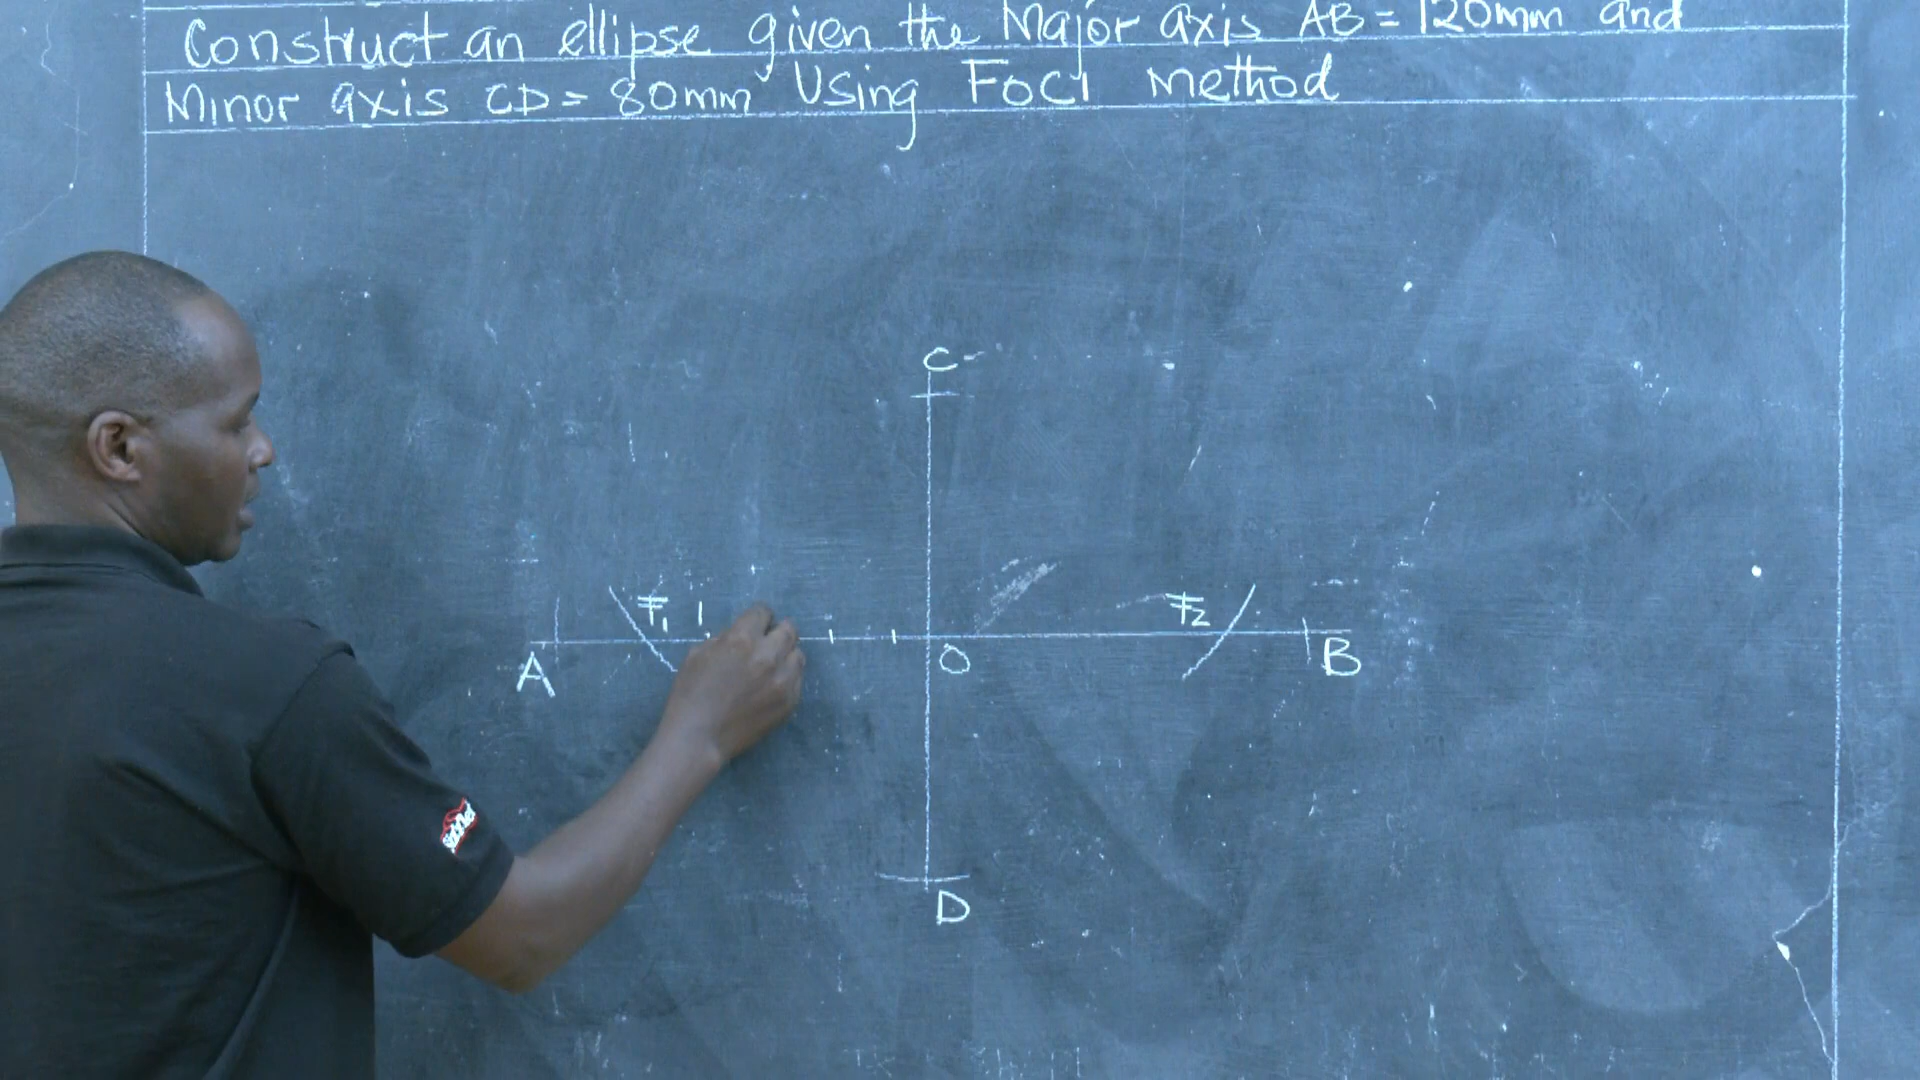 Construct an ellipse given the Major axis AB = 120mm and
Minor axis CD = 80mm Using Foci method
C
F1 1 F2
A O B
D